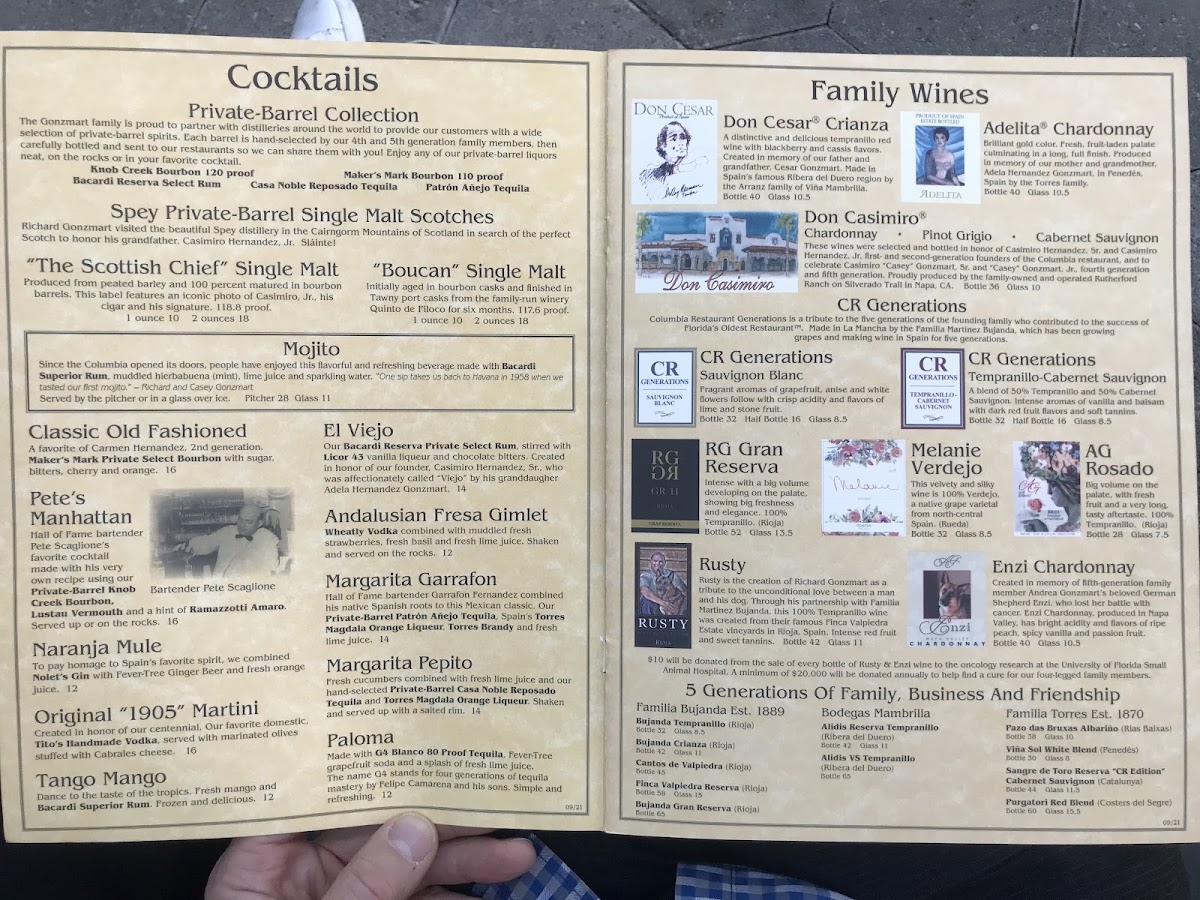 Cocktails
Private-Barrel Collection
The Gonzmart family is proud to partner with distilleries around the world to provide our customers with a wide
selection of private-barrel spirits. Each barrel is hand-selected by our 4th and 5th generation family members, then
carefully bottled and sent to our restaurants so we can share them with you! Enjoy any of our private-barrel liquors
neat, on the rocks or in your favorite cocktail.
Knob Creek Bourbon 120 proof Maker's Mark Bourbon 110 proof
Bacardi Reserva Select Rum Casa Noble Reposado Tequila Patrón Añejo Tequila
Spey Private-Barrel Single Malt Scotches
Richard Gonzmart visited the beautiful Spey distillery in the Cairngorm Mountains of Scotland in search of the perfect
Scotch to honor his grandfather, Casimiro Hernandez, Jr. Sláinte!
"The Scottish Chief" Single Malt
Produced from peated barley and 100 percent matured in bourbon
barrels. This label features an iconic photo of Casimiro, Jr., his
cigar and his signature. 118.8 proof.
1 ounce 10 2 ounces 18
"Boucan" Single Malt
Initially aged in bourbon casks and finished in
Tawny port casks from the family-run winery
Quinto de Filoco for six months. 117.6 proof.
1 ounce 10 2 ounces 18
Mojito
Since the Columbia opened its doors, people have enjoyed this flavorful and refreshing beverage made with Bacardi
Superior Rum, muddled hierbabuena (mint), lime juice and sparkling water. "One sip takes us back to Havana in 1958 when we
tasted our first mojito." – Richard and Casey Gonzmart
Served by the pitcher or in a glass over ice. Pitcher 28 Glass 11
Classic Old Fashioned
A favorite of Carmen Hernandez, 2nd generation.
Maker's Mark Private Select Bourbon with sugar,
bitters, cherry and orange. 16
Pete's
Manhattan
Hall of Fame bartender
Pete Scaglione's
favorite cocktail
made with his very
own recipe using our
Private-Barrel Knob
Creek Bourbon,
Lustau Vermouth and a hint of Ramazzotti Amaro.
Served up or on the rocks. 16
Bartender Pete Scaglione
Naranja Mule
To pay homage to Spain's favorite spirit, we combined
Nolet's Gin with Fever-Tree Ginger Beer and fresh orange
juice. 12
Original "1905" Martini
Created in honor of our centennial. Our favorite domestic,
Tito's Handmade Vodka, served with marinated olives
stuffed with Cabrales cheese. 16
Tango Mango
Dance to the taste of the tropics. Fresh mango and
Bacardi Superior Rum. Frozen and delicious. 12
El Viejo
Our Bacardi Reserva Private Select Rum, stirred with
Licor 43 vanilla liqueur and chocolate bitters. Created
in honor of our founder, Casimiro Hernandez, Sr., who
was affectionately called "Viejo" by his granddaughter
Adela Hernandez Gonzmart. 14
Andalusian Fresa Gimlet
Wheatly Vodka combined with muddled fresh
strawberries, fresh basil and fresh lime juice. Shaken
and served on the rocks. 12
Margarita Garrafon
Hall of Fame bartender Garrafon Fernandez combined
his native Spanish roots to this Mexican classic. Our
Private-Barrel Patrón Añejo Tequila, Spain's Torres
Magdala Orange Liqueur, Torres Brandy and fresh
lime juice. 14
Margarita Pepito
Fresh cucumbers combined with fresh lime juice and our
hand-selected Private-Barrel Casa Noble Reposado
Tequila and Torres Magdala Orange Liqueur. Shaken
and served up with a salted rim. 14
Paloma
Made with G4 Blanco 80 Proof Tequila, Fever-Tree
grapefruit soda and a splash of fresh lime juice.
The name G4 stands for four generations of tequila
mastery by Felipe Camarena and his sons. Simple and
refreshing. 12
09/21
Family Wines
DON CESAR
Product of Spain
Don Cesar® Crianza
A distinctive and delicious tempranillo red
wine with blackberry and cassis flavors.
Created in memory of our father and
grandfather, Cesar Gonzmart. Made in
Spain's famous Ribera del Duero region by
the Arranz family of Viña Mambrilla.
Bottle 40 Glass 10.5
PRODUCT OF SPAIN
ESTATE BOTTLED
ADELITA
Adelita® Chardonnay
Brilliant gold color. Fresh, fruit-laden palate
culminating in a long, full finish. Produced
in memory of our mother and grandmother,
Adela Hernandez Gonzmart, in Penedès,
Spain by the Torres family.
Bottle 40 Glass 10.5
Don Casimiro
Don Casimiro®
Chardonnay • Pinot Grigio • Cabernet Sauvignon
These wines were selected and bottled in honor of Casimiro Hernandez, Sr. and Casimiro
Hernandez, Jr. first- and second-generation founders of the Columbia restaurant, and to
celebrate Casimiro "Casey" Gonzmart, Sr. and "Casey" Gonzmart, Jr., fourth generation
and fifth generation. Proudly produced by the family-owned and operated Rutherford
Ranch on Silverado Trail in Napa, CA. Bottle 36 Glass 10
CR Generations
Columbia Restaurant Generations is a tribute to the five generations of the founding family who contributed to the success of
Florida's Oldest Restaurant™. Made in La Mancha by the Familia Martinez Bujanda, which has been growing
grapes and making wine in Spain for five generations.
CR
GENERATIONS
SAUVIGNON
BLANC
CR Generations
Sauvignon Blanc
Fragrant aromas of grapefruit, anise and white
flowers follow with crisp acidity and flavors of
lime and stone fruit.
Bottle 32 Half Bottle 16 Glass 8.5
CR
GENERATIONS
TEMPRANILLO-
CABERNET
SAUVIGNON
CR Generations
Tempranillo-Cabernet Sauvignon
A blend of 50% Tempranillo and 50% Cabernet
Sauvignon. Intense aromas of vanilla and balsam
with dark red fruit flavors and soft tannins.
Bottle 32 Half Bottle 16 Glass 8.5
RG
GR II
GRAN RESERVA
RG Gran
Reserva
Intense with a big volume
developing on the palate,
showing big freshness
and elegance. 100%
Tempranillo. (Rioja)
Bottle 52 Glass 13.5
Melanie
Melanie
Verdejo
This velvety and silky
wine is 100% Verdejo,
a native grape varietal
from north-central
Spain. (Rueda)
Bottle 32 Glass 8.5
AG
AG
Rosado
Big volume on the
palate, with fresh
fruit and a very long,
tasty aftertaste. 100%
Tempranillo. (Rioja)
Bottle 28 Glass 7.5
RUSTY
RIOJA
Rusty
Rusty is the creation of Richard Gonzmart as a
tribute to the unconditional love between a man
and his dog. Through his partnership with Familia
Martinez Bujanda, this 100% Tempranillo wine
was created from their famous Finca Valpiedra
Estate vineyards in Rioja, Spain. Intense red fruit
and sweet tannins. Bottle 42 Glass 11
Enzi
NAPA VALLEY
CHARDONNAY
Enzi Chardonnay
Created in memory of fifth-generation family
member Andrea Gonzmart's beloved German
Shepherd Enzi, who lost her battle with
cancer. Enzi Chardonnay, produced in Napa
Valley, has bright acidity and flavors of ripe
peach, spicy vanilla and passion fruit.
Bottle 40 Glass 10.5
$10 will be donated from the sale of every bottle of Rusty & Enzi wine to the oncology research at the University of Florida Small
Animal Hospital. A minimum of $20,000 will be donated annually to help find a cure for our four-legged family members.
5 Generations Of Family, Business And Friendship
Familia Bujanda Est. 1889
Bujanda Tempranillo (Rioja)
Bottle 32 Glass 8.5
Bujanda Crianza (Rioja)
Bottle 42 Glass 11
Cantos de Valpiedra (Rioja)
Bottle 45
Finca Valpiedra Reserva (Rioja)
Bottle 58 Glass 15
Bujanda Gran Reserva (Rioja)
Bottle 65
Bodegas Mambrilla
Alidis Reserva Tempranillo
(Ribera del Duero)
Bottle 42 Glass 11
Alidis VS Tempranillo
(Ribera del Duero)
Bottle 65
Familia Torres Est. 1870
Pazo das Bruxas Albariño (Rias Baixas)
Bottle 38 Glass 10
Viña Sol White Blend (Penedès)
Bottle 30 Glass 8
Sangre de Toro Reserva "CR Edition"
Cabernet Sauvignon (Catalunya)
Bottle 44 Glass 11.5
Purgatori Red Blend (Costers del Segre)
Bottle 60 Glass 15.5
09/21